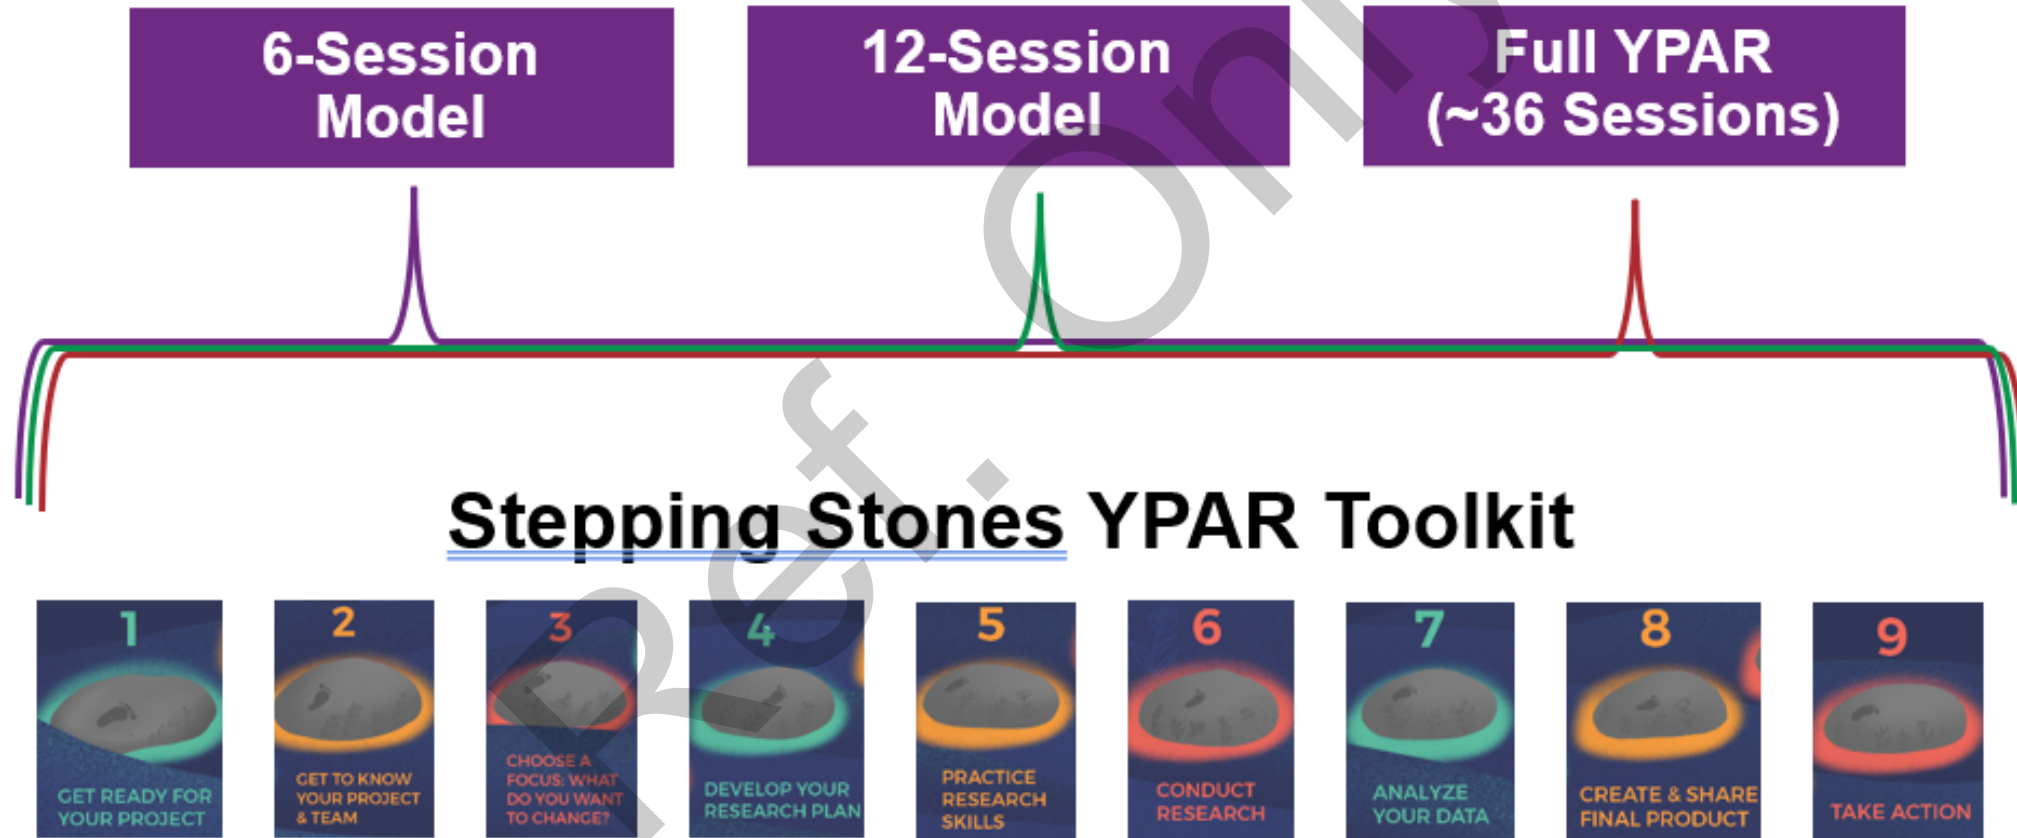 6-Session
Model
12-Session
Model
Full YPAR
(~36 Sessions)
Ref. Only
Stepping Stones YPAR Toolkit
1
GET READY FOR
YOUR PROJECT
2
GET TO KNOW
YOUR PROJECT
& TEAM
3
CHOOSE A
FOCUS: WHAT
DO YOU WANT
TO CHANGE?
4
DEVELOP YOUR
RESEARCH PLAN
5
PRACTICE
RESEARCH
SKILLS
6
CONDUCT
RESEARCH
7
ANALYZE
YOUR DATA
8
CREATE & SHARE
FINAL PRODUCT
9
TAKE ACTION